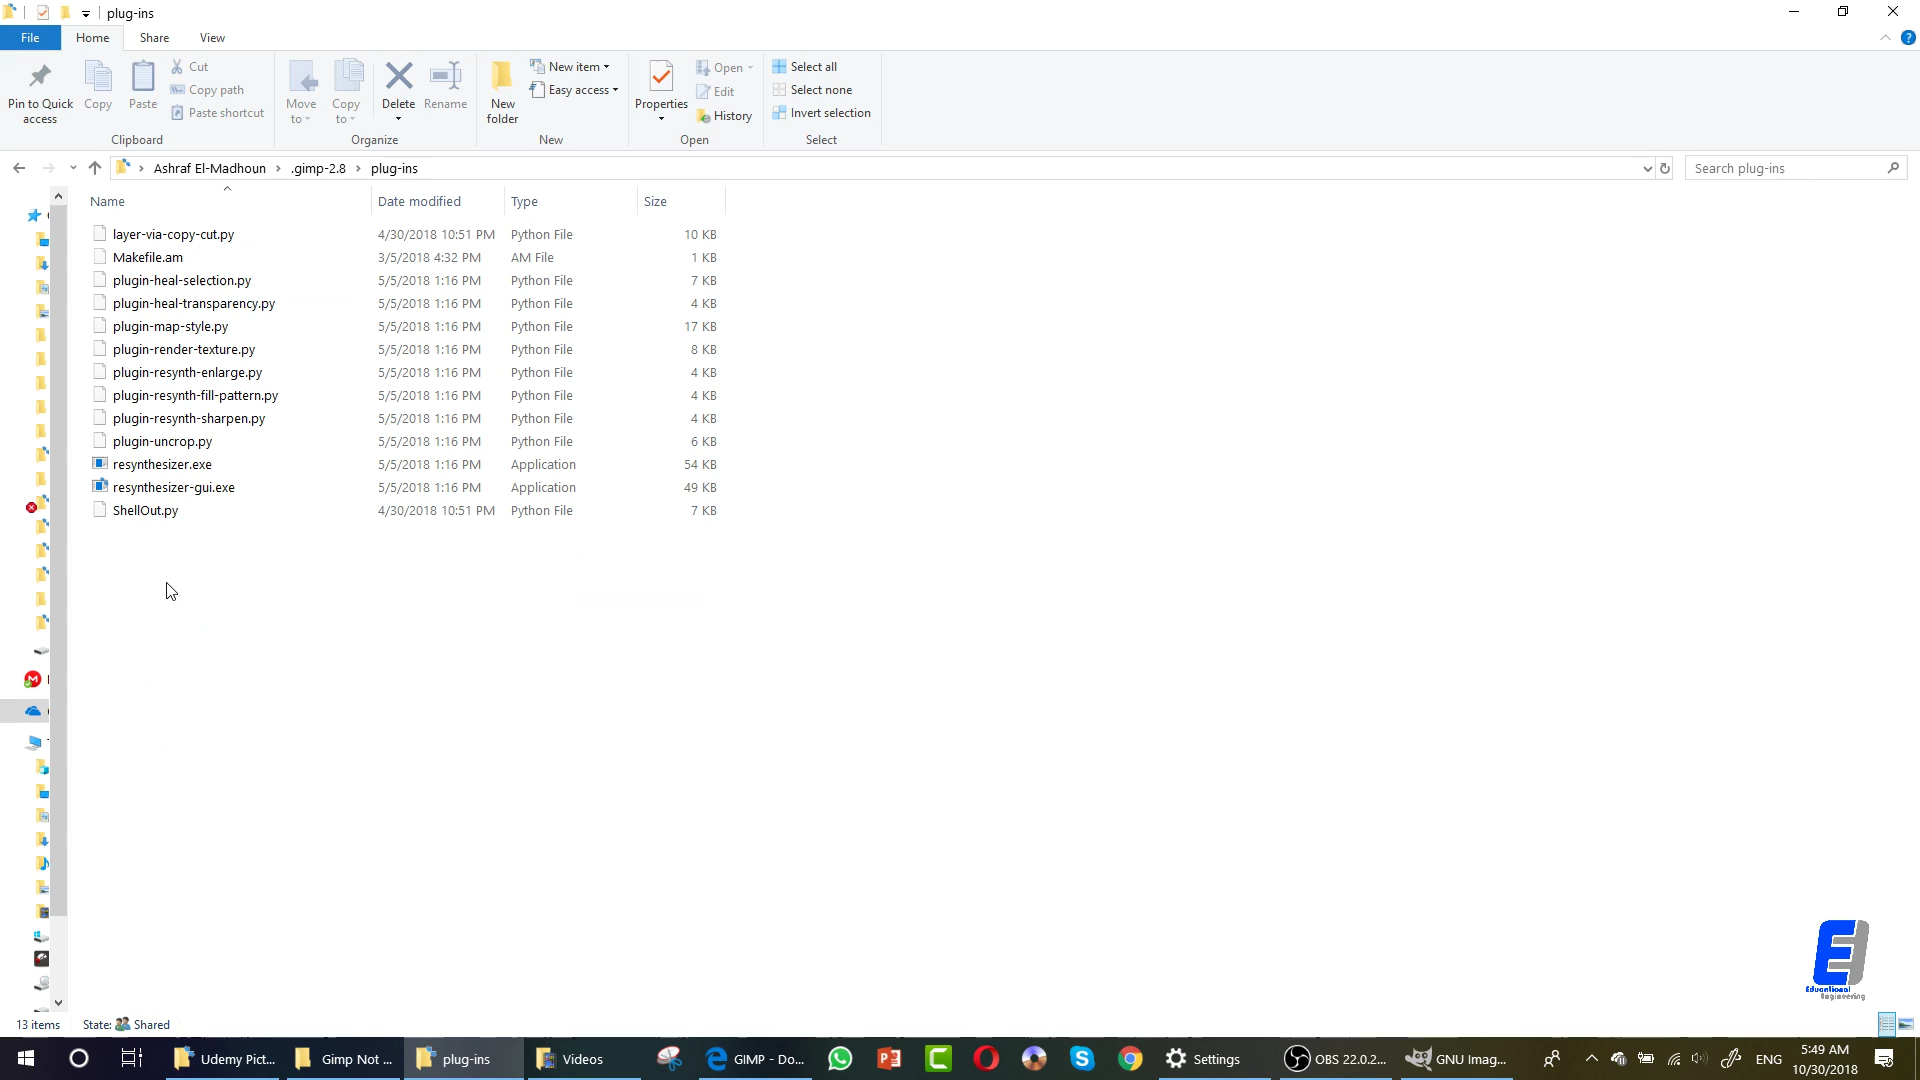 plug-ins
File Home Share View
Pin to Quick access
Copy
Paste
Cut
Copy path
Paste shortcut
Clipboard
Move to
Copy to
Delete
Rename
Organize
New folder
New item
Easy access
New
Properties
Open
Edit
History
Open
Select all
Select none
Invert selection
Select
Ashraf El-Madhoun > .gimp-2.8 > plug-ins
Search plug-ins
Name Date modified Type Size
layer-via-copy-cut.py 4/30/2018 10:51 PM Python File 10 KB
Makefile.am 3/5/2018 4:32 PM AM File 1 KB
plugin-heal-selection.py 5/5/2018 1:16 PM Python File 7 KB
plugin-heal-transparency.py 5/5/2018 1:16 PM Python File 4 KB
plugin-map-style.py 5/5/2018 1:16 PM Python File 17 KB
plugin-render-texture.py 5/5/2018 1:16 PM Python File 8 KB
plugin-resynth-enlarge.py 5/5/2018 1:16 PM Python File 4 KB
plugin-resynth-fill-pattern.py 5/5/2018 1:16 PM Python File 4 KB
plugin-resynth-sharpen.py 5/5/2018 1:16 PM Python File 4 KB
plugin-uncrop.py 5/5/2018 1:16 PM Python File 6 KB
resynthesizer.exe 5/5/2018 1:16 PM Application 54 KB
resynthesizer-gui.exe 5/5/2018 1:16 PM Application 49 KB
ShellOut.py 4/30/2018 10:51 PM Python File 7 KB
Educational
Engineering
13 items State: Shared
Udemy Pict... Gimp Not ... plug-ins Videos GIMP - Do... Settings OBS 22.0.2... GNU Imag... ENG
5:49 AM
10/30/2018